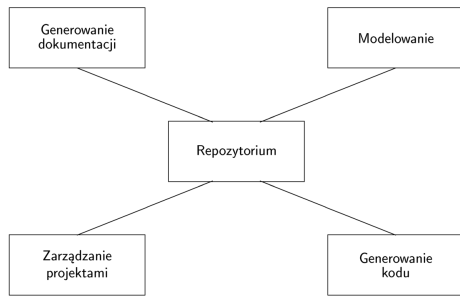 Generowanie
dokumentacji
Modelowanie
Repozytorium
Zarządzanie
projektami
Generowanie
kodu